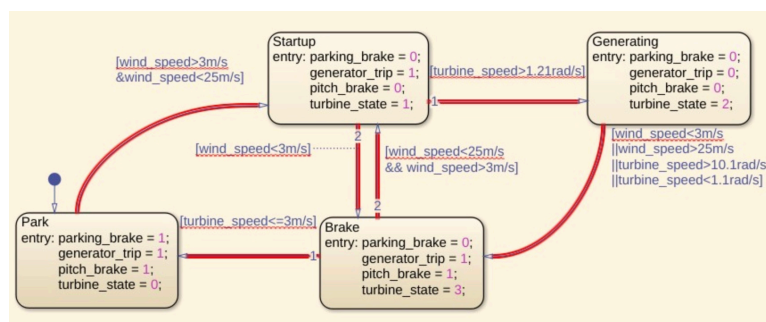 Startup
entry: parking_brake = 0;
generator_trip = 1;
pitch_brake = 0;
turbine_state = 1;
Generating
entry: parking_brake = 0;
generator_trip = 0;
pitch_brake = 0;
turbine_state = 2;
[wind_speed>3m/s
&wind_speed<25m/s]
[turbine_speed>1.21rad/s]
1
2
[wind_speed<3m/s]
[wind_speed<25m/s
&& wind_speed>3m/s]
[wind_speed<3m/s
||wind_speed>25m/s
||turbine_speed>10.1rad/s
||turbine_speed<1.1rad/s]
2
Park
entry: parking_brake = 1;
generator_trip = 1;
pitch_brake = 1;
turbine_state = 0;
[turbine_speed<=3m/s]
1
Brake
entry: parking_brake = 0;
generator_trip = 1;
pitch_brake = 1;
turbine_state = 3;